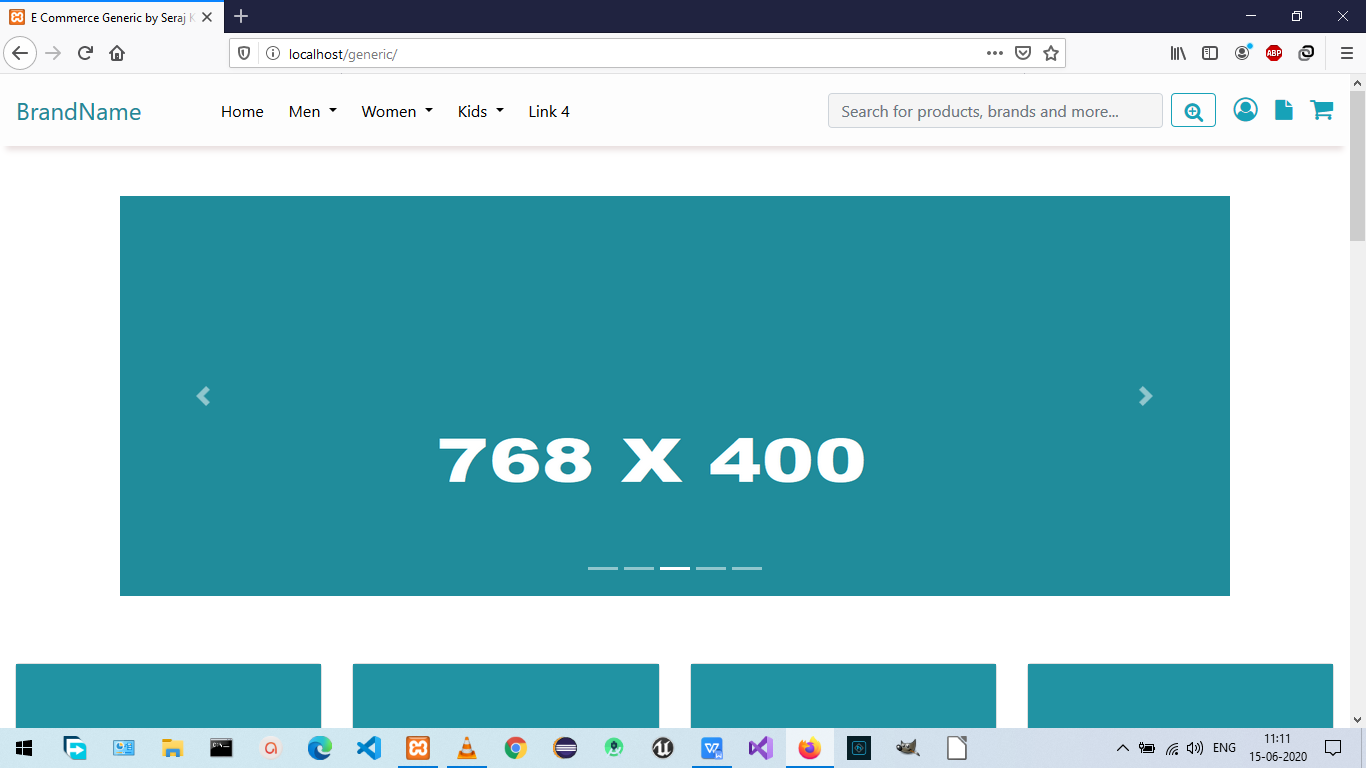 E Commerce Generic by Seraj K
localhost/generic/
ABP
BrandName
Home
Men
Women
Kids
Link 4
Search for products, brands and more...
768 X 400
ENG
11:11
15-06-2020